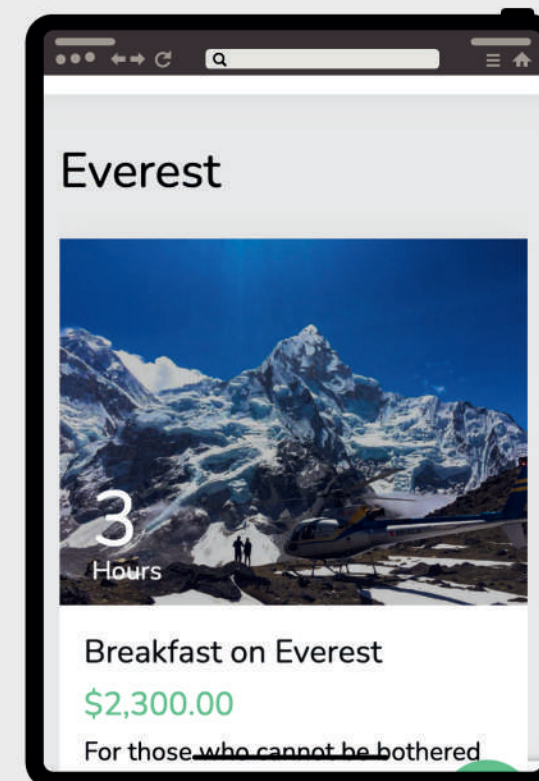 Everest
3
Hours
Breakfast on Everest
$2,300.00
For those who cannot be bothered